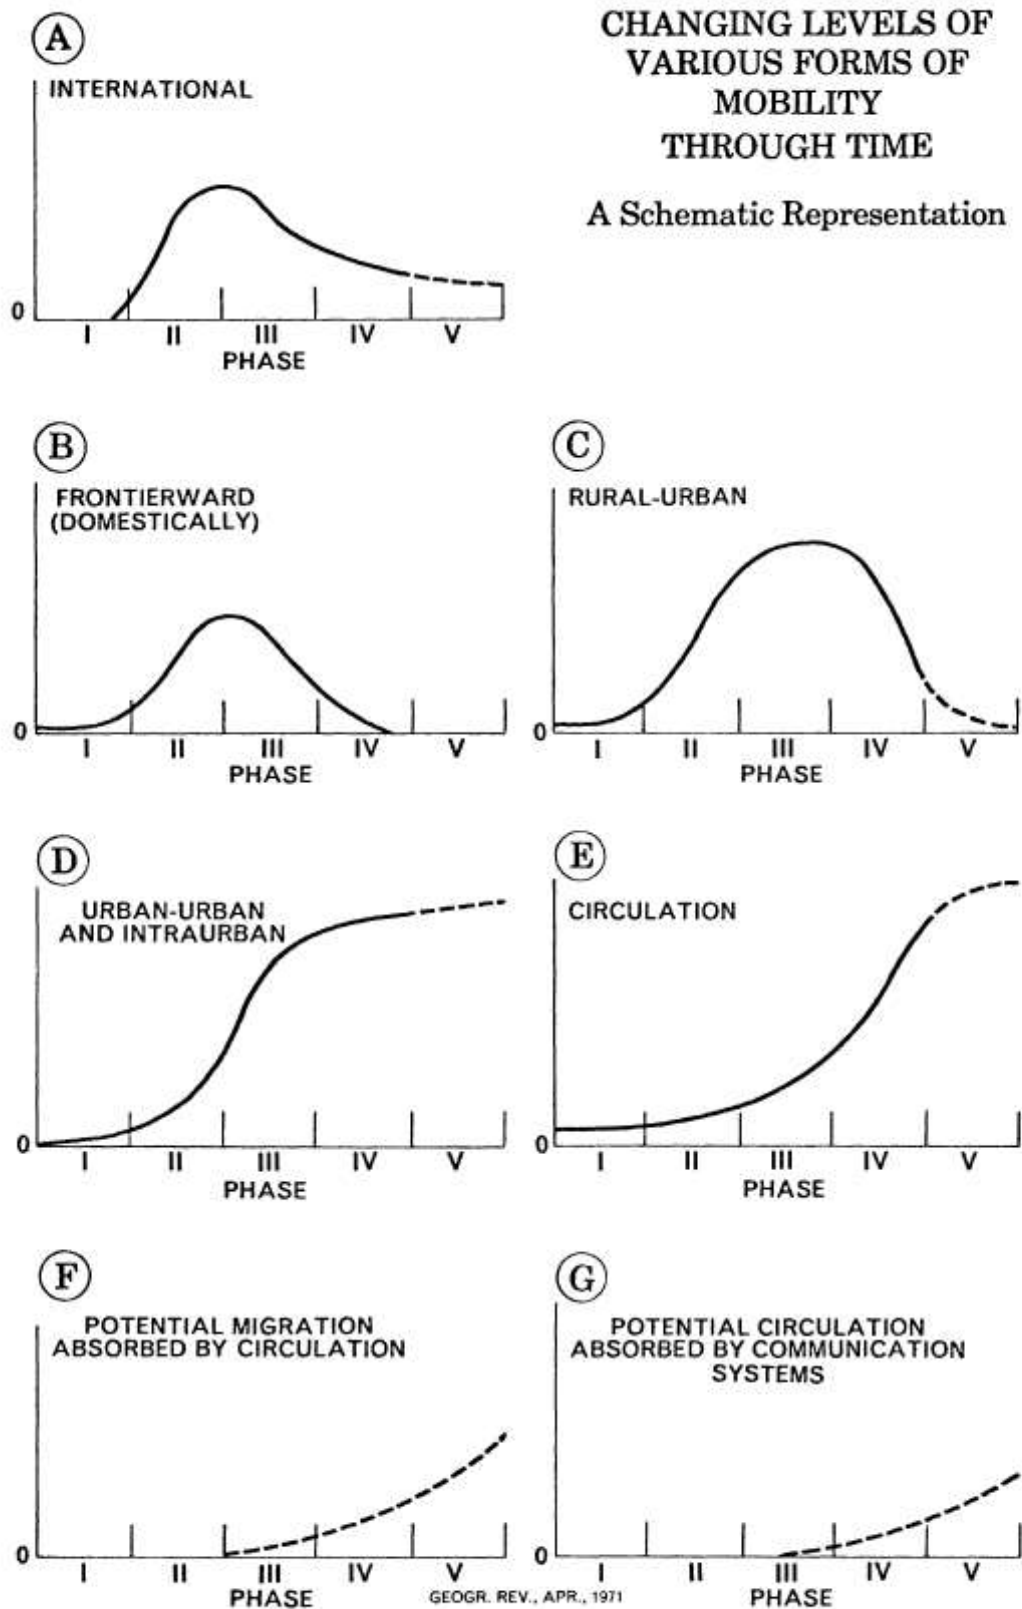 CHANGING LEVELS OF
VARIOUS FORMS OF
MOBILITY
THROUGH TIME
A Schematic Representation
A
INTERNATIONAL
0
I II III IV V
PHASE
B
FRONTIERWARD
(DOMESTICALLY)
0
I II III IV V
PHASE
C
RURAL-URBAN
0
I II III IV V
PHASE
D
URBAN-URBAN
AND INTRAURBAN
0
I II III IV V
PHASE
E
CIRCULATION
0
I II III IV V
PHASE
F
POTENTIAL MIGRATION
ABSORBED BY CIRCULATION
0
I II III IV V
PHASE
G
POTENTIAL CIRCULATION
ABSORBED BY COMMUNICATION
SYSTEMS
0
I II III IV V
PHASE
GEOGR. REV., APR., 1971